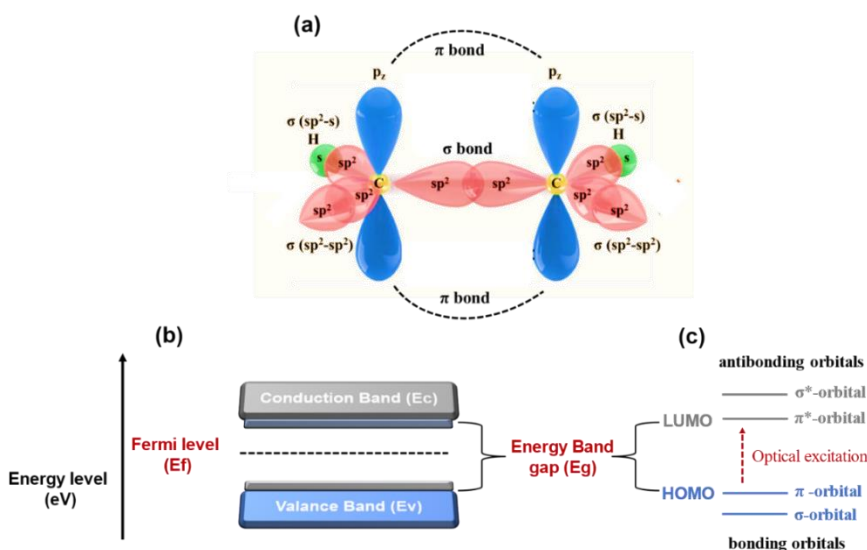 (a)
π bond
p𝓏 p𝓏
σ (sp²-s) σ (sp²-s)
H σ bond H
s sp² sp² s
C sp² sp² C
sp² sp²
sp² sp²
σ (sp²-sp²) σ (sp²-sp²)
π bond
(b) (c)
antibonding orbitals
Conduction Band (Ec)
σ*-orbital
LUMO π*-orbital
Fermi level
(Ef)
Energy Band
gap (Eg)
Optical excitation
Energy level
(eV)
Valance Band (Ev)
HOMO π -orbital
σ-orbital
bonding orbitals